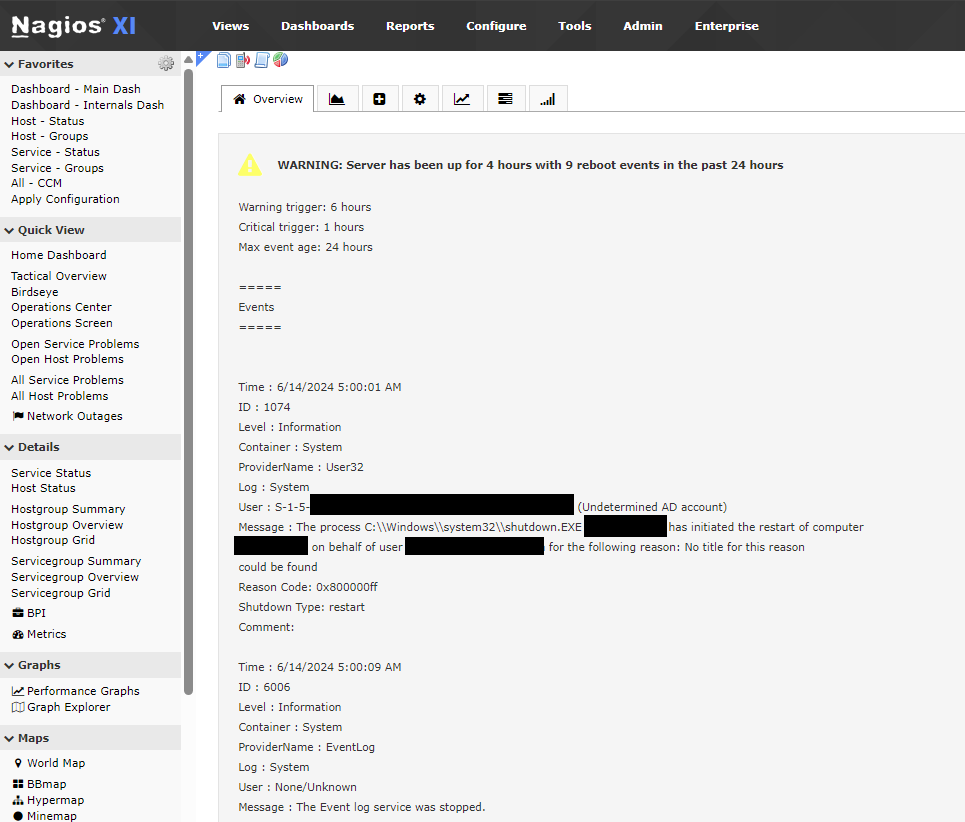 Nagios® XI
Views Dashboards Reports Configure Tools Admin Enterprise
Favorites
Dashboard - Main Dash
Dashboard - Internals Dash
Host - Status
Host - Groups
Service - Status
Service - Groups
All - CCM
Apply Configuration
Quick View
Home Dashboard
Tactical Overview
Birdseye
Operations Center
Operations Screen
Open Service Problems
Open Host Problems
All Service Problems
All Host Problems
Network Outages
Details
Service Status
Host Status
Hostgroup Summary
Hostgroup Overview
Hostgroup Grid
Servicegroup Summary
Servicegroup Overview
Servicegroup Grid
BPI
Metrics
Graphs
Performance Graphs
Graph Explorer
Maps
World Map
BBmap
Hypermap
Minemap
Overview
WARNING: Server has been up for 4 hours with 9 reboot events in the past 24 hours
Warning trigger: 6 hours
Critical trigger: 1 hours
Max event age: 24 hours
=====
Events
=====
Time : 6/14/2024 5:00:01 AM
ID : 1074
Level : Information
Container : System
ProviderName : User32
Log : System
User : S-1-5- (Undetermined AD account)
Message : The process C:\\Windows\\system32\\shutdown.EXE has initiated the restart of computer
on behalf of user for the following reason: No title for this reason
could be found
Reason Code: 0x800000ff
Shutdown Type: restart
Comment:
Time : 6/14/2024 5:00:09 AM
ID : 6006
Level : Information
Container : System
ProviderName : EventLog
Log : System
User : None/Unknown
Message : The Event log service was stopped.